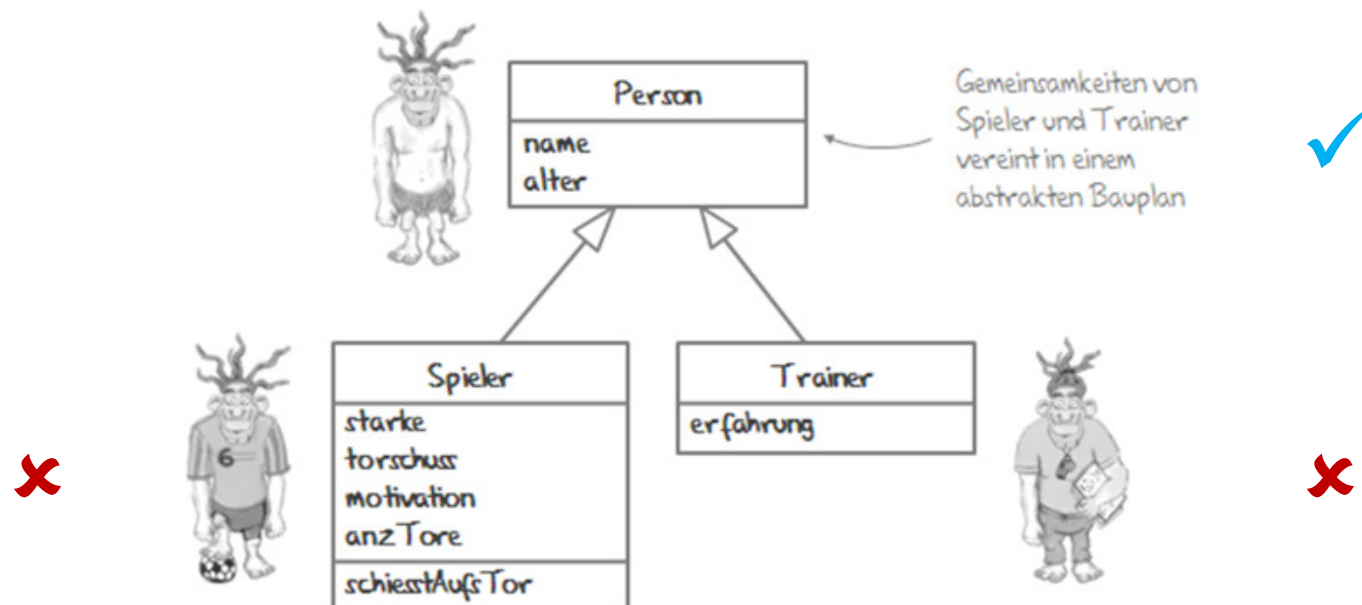 Person
name
alter
Gemeinsamkeiten von
Spieler und Trainer
vereint in einem
abstrakten Bauplan
Spieler
starke
torschuss
motivation
anzTore
schiesstAufsTor
Trainer
erfahrung
6